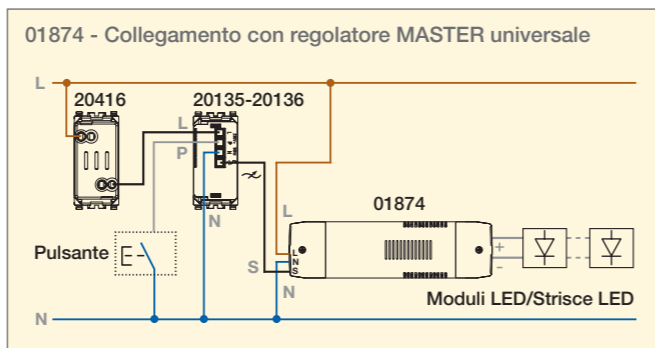 01874 - Collegamento con regolatore MASTER universale
L
20416
20135-20136
L
P
N
01874
L
L
N
S
S
N
+
-
Pulsante
Moduli LED/Strisce LED
N